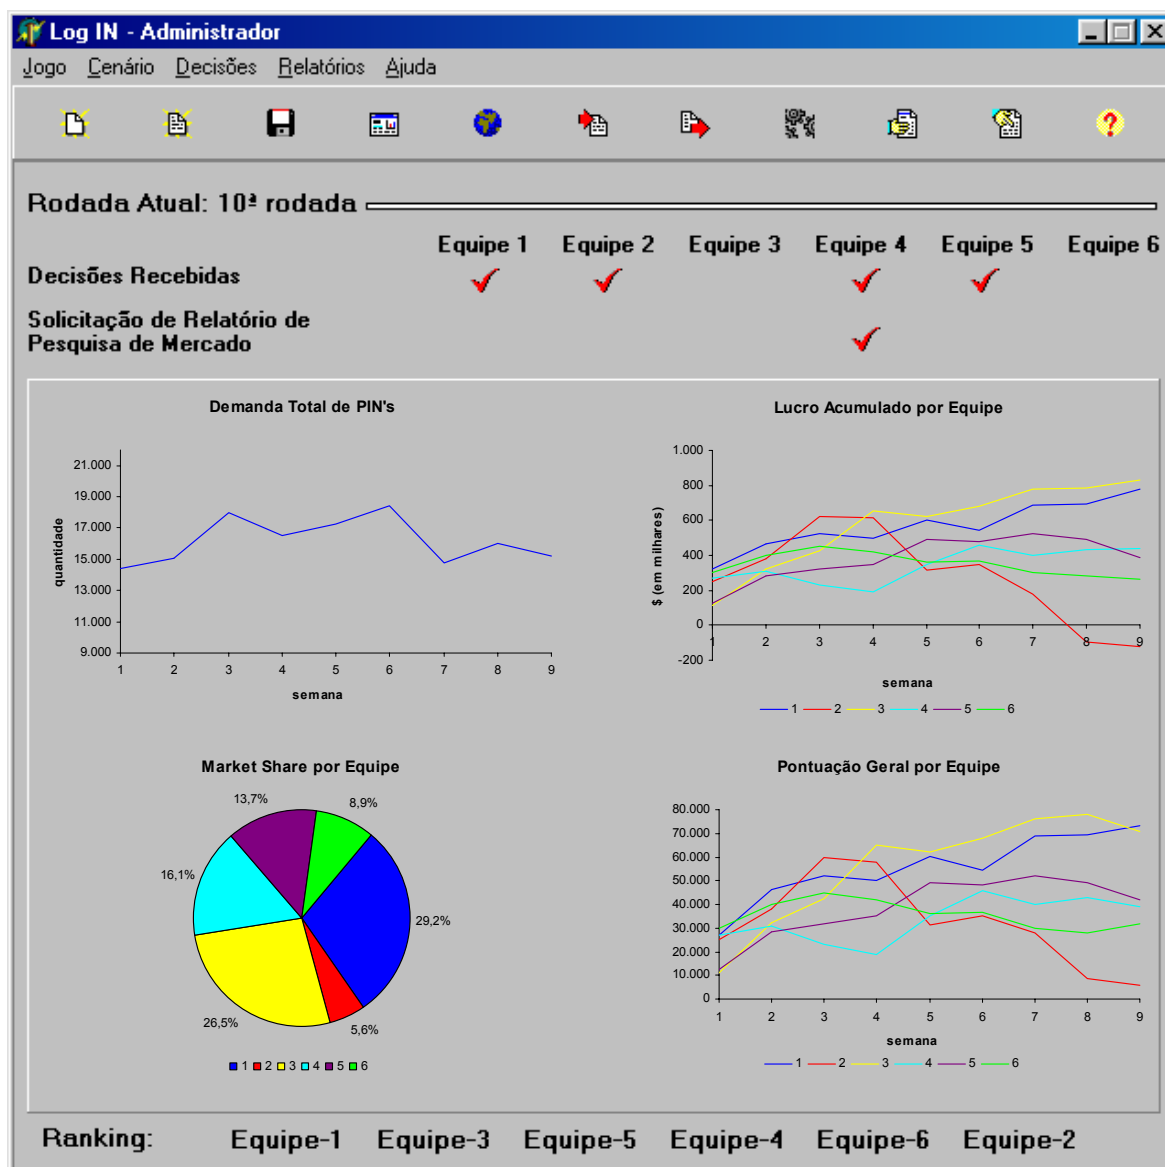 Log IN - Administrador
Jogo Cenário Decisões Relatórios Ajuda
Rodada Atual: 10ª rodada
Equipe 1 Equipe 2 Equipe 3 Equipe 4 Equipe 5 Equipe 6
Decisões Recebidas
Solicitação de Relatório de
Pesquisa de Mercado
Demanda Total de PIN's
quantidade
21.000
19.000
17.000
15.000
13.000
11.000
9.000
1 2 3 4 5 6 7 8 9
semana
Lucro Acumulado por Equipe
$ (em milhares)
1.000
800
600
400
200
0
-200
1 2 3 4 5 6 7 8 9
semana
1 2 3 4 5 6
Market Share por Equipe
13,7% 8,9%
16,1%
29,2%
26,5% 5,6%
1 2 3 4 5 6
Pontuação Geral por Equipe
80.000
70.000
60.000
50.000
40.000
30.000
20.000
10.000
0
1 2 3 4 5 6 7 8 9
semana
1 2 3 4 5 6
Ranking: Equipe-1 Equipe-3 Equipe-5 Equipe-4 Equipe-6 Equipe-2